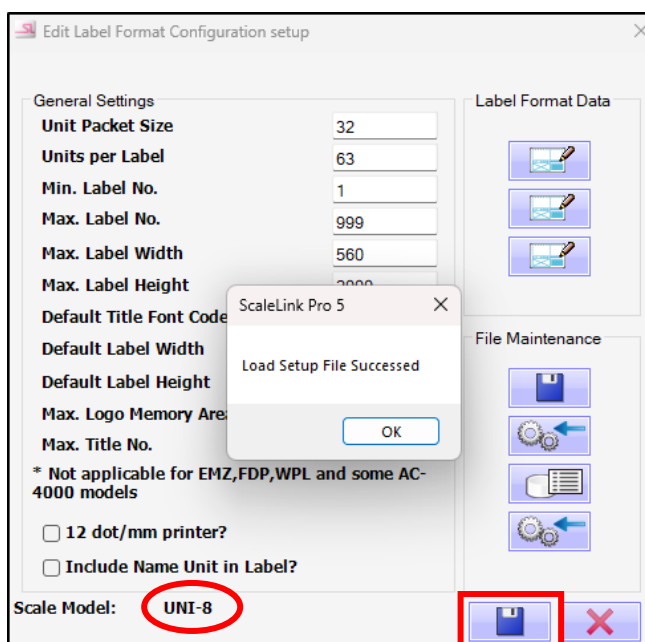 Edit Label Format Configuration setup
General Settings
Label Format Data
Unit Packet Size 32
Units per Label 63
Min. Label No. 1
Max. Label No. 999
Max. Label Width 560
Max. Label Height
ScaleLink Pro 5
Default Title Font Code
Load Setup File Successed
File Maintenance
Default Label Width
Default Label Height
OK
Max. Logo Memory Area
Max. Title No.
* Not applicable for EMZ,FDP,WPL and some AC-
4000 models
12 dot/mm printer?
Include Name Unit in Label?
Scale Model: UNI-8